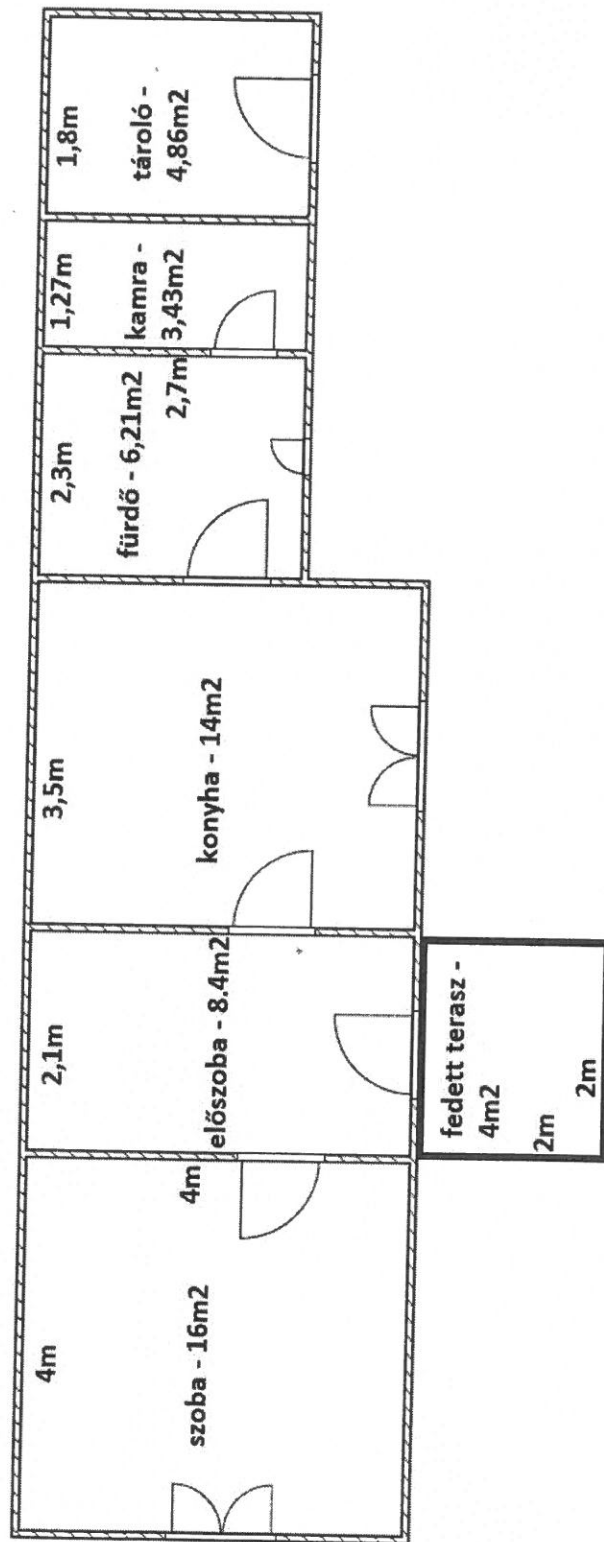 4m
szoba - 16m2
4m
2,1m
előszoba - 8.4m2
fedett terasz -
4m2
2m
2m
3,5m
konyha - 14m2
2,3m
fürdő - 6,21m2
2,7m
1,27m
kamra -
3,43m2
1,8m
tároló -
4,86m2